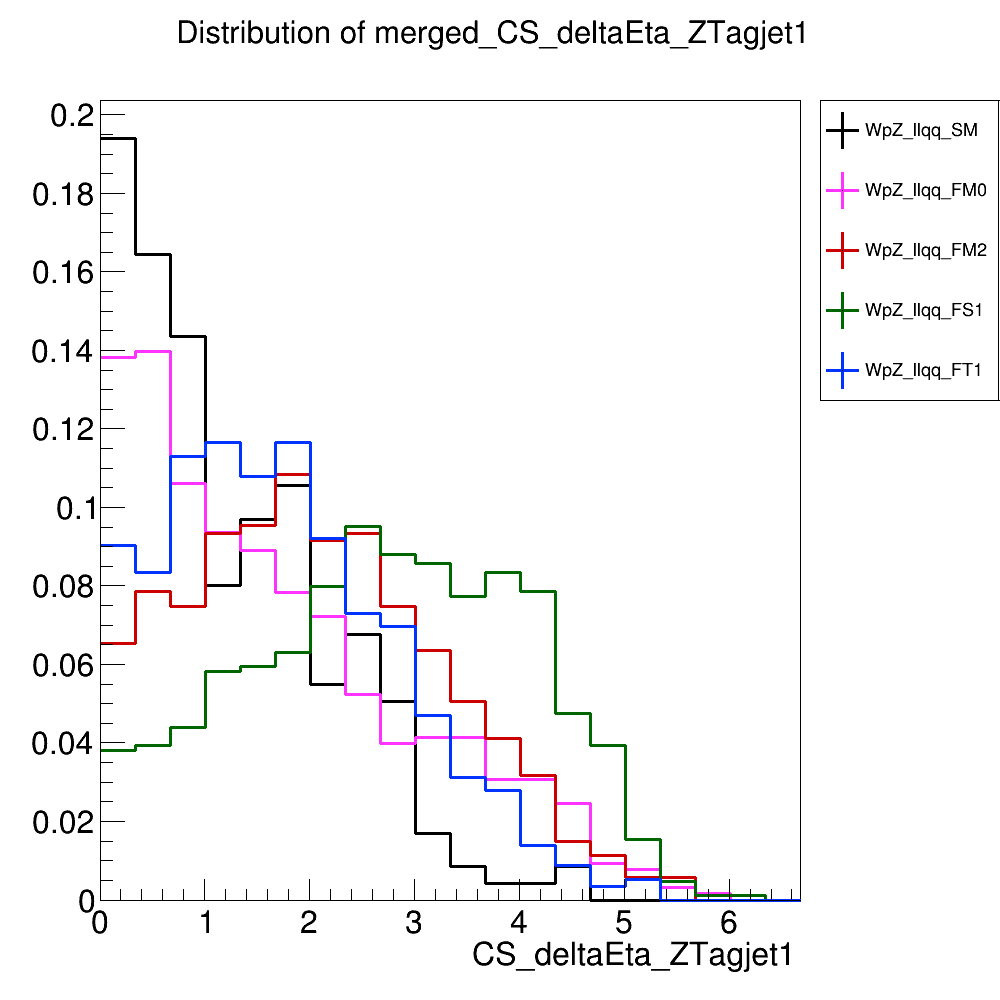 Distribution of merged_CS_deltaEta_ZTagjet1
0.2
0.18
0.16
0.14
0.12
0.1
0.08
0.06
0.04
0.02
0
0 1 2 3 4 5 6
CS_deltaEta_ZTagjet1
WpZ_llqq_SM
WpZ_llqq_FM0
WpZ_llqq_FM2
WpZ_llqq_FS1
WpZ_llqq_FT1